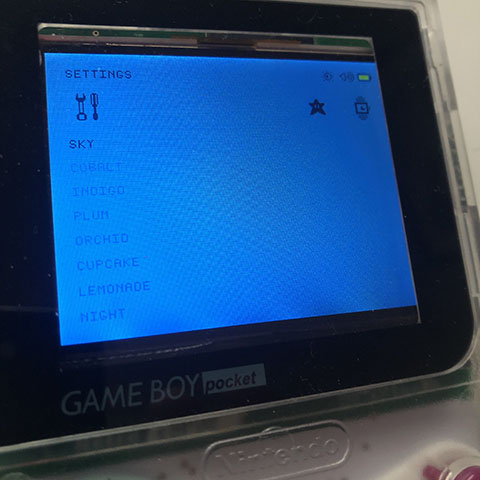 SETTINGS
SKY
COBALT
INDIGO
PLUM
ORCHID
CUPCAKE
LEMONADE
NIGHT
GAME BOY pocket
Nintendo